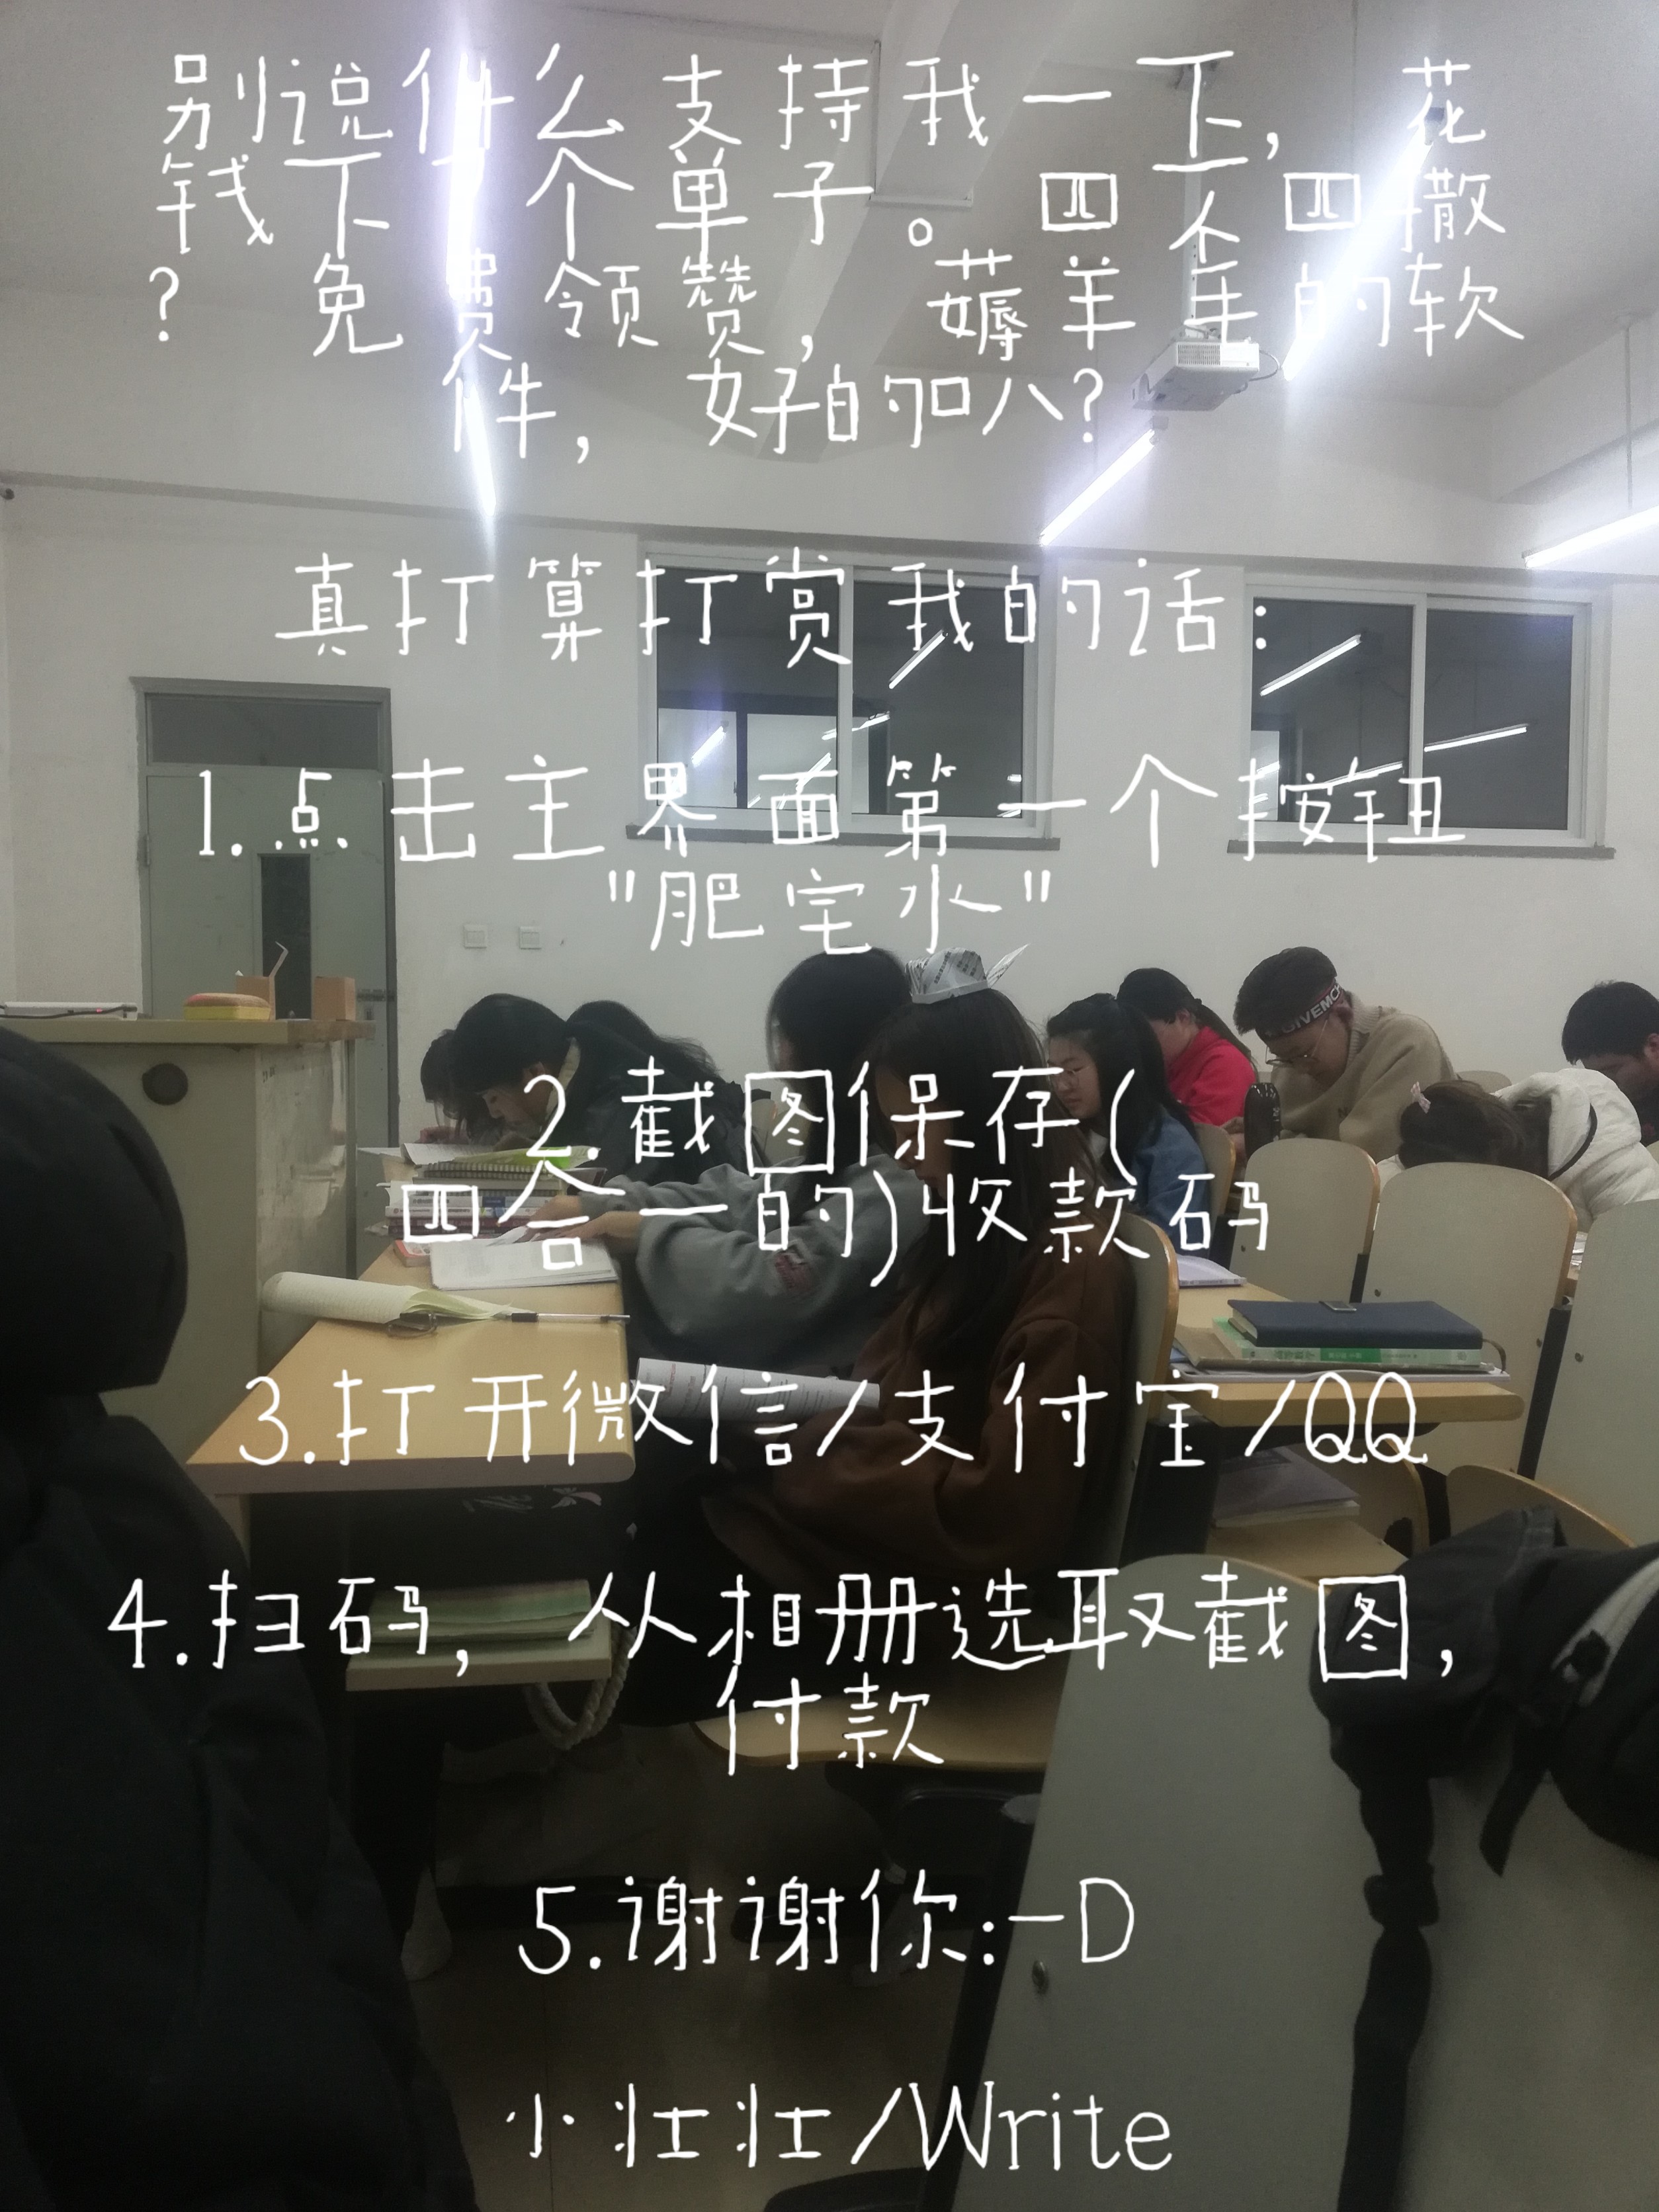 别说什么支持我一下，花
钱下个单子。四下四散
？免费领赞，薅羊毛的软
件，好的叭？
真打算打赏我的话：
1.点击主界面第一个按钮
"肥宅水"
2.截图保存(
四合一的)收款码
3.打开微信/支付宝/QQ
4.扫码，从相册选取截图，
付款
5.谢谢你:-D
小壮壮/Write
GIVEMCH